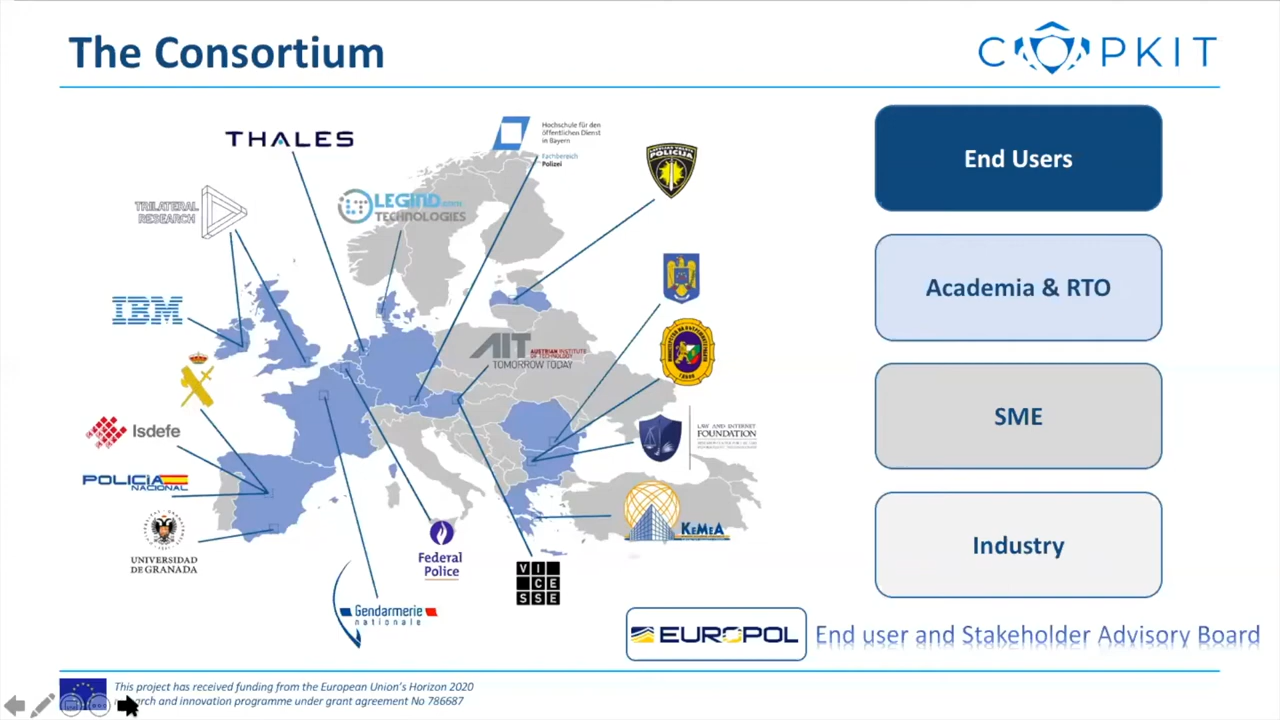 The Consortium
COPKIT
THALES
Hochschule für den
öffentlichen Dienst
in Bayern
Fachbereich
Polizei
POLICIJA
End Users
TRILATERAL
RESEARCH
LEGIND
TECHNOLOGIES
Academia & RTO
IBM
AIT AUSTRIAN INSTITUTE
OF TECHNOLOGY
TOMORROW TODAY
SME
Isdefe
LAW AND INTERNET
FOUNDATION
POLICIA
NACIONAL
KEMEA
Industry
UNIVERSIDAD
DE GRANADA
Federal
Police
VI
CE
SSE
Gendarmerie
nationale
EUROPOL
End user and Stakeholder Advisory Board
This project has received funding from the European Union's Horizon 2020
and innovation programme under grant agreement No 786687